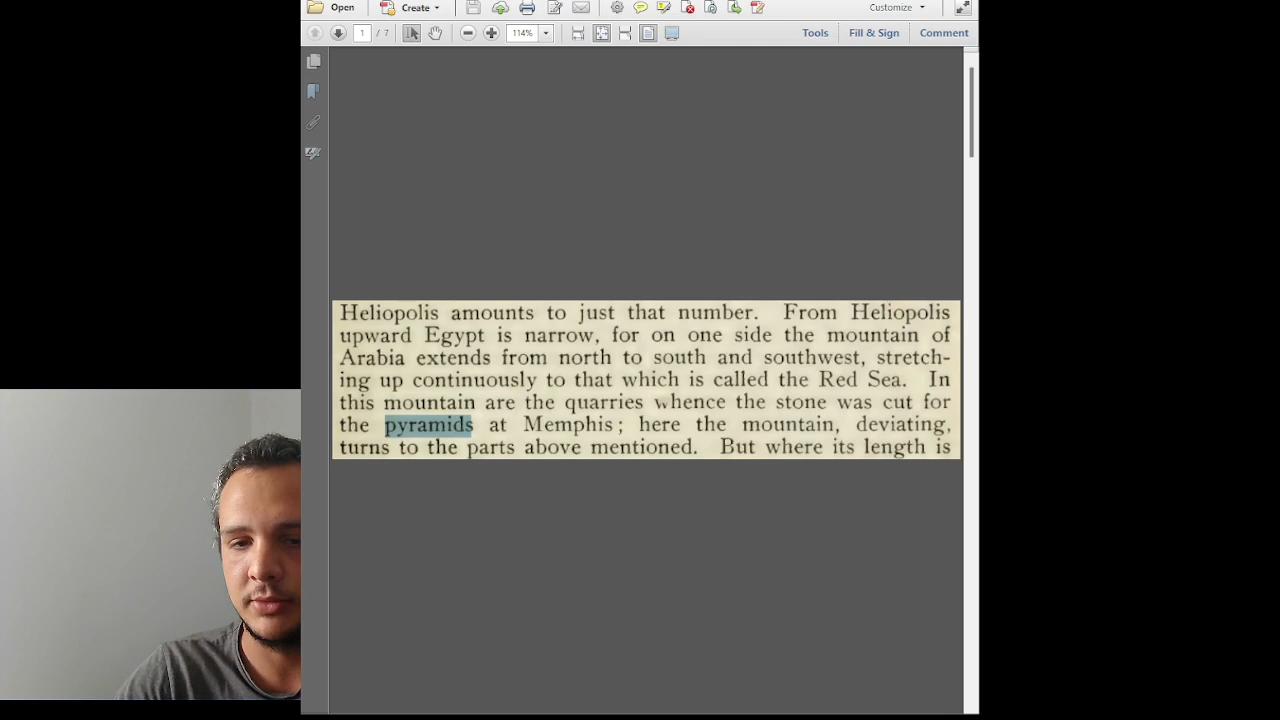 Open Create Customize
1 / 7 114% Tools Fill & Sign Comment
Heliopolis amounts to just that number. From Heliopolis
upward Egypt is narrow, for on one side the mountain of
Arabia extends from north to south and southwest, stretch-
ing up continuously to that which is called the Red Sea. In
this mountain are the quarries whence the stone was cut for
the pyramids at Memphis; here the mountain, deviating,
turns to the parts above mentioned. But where its length is